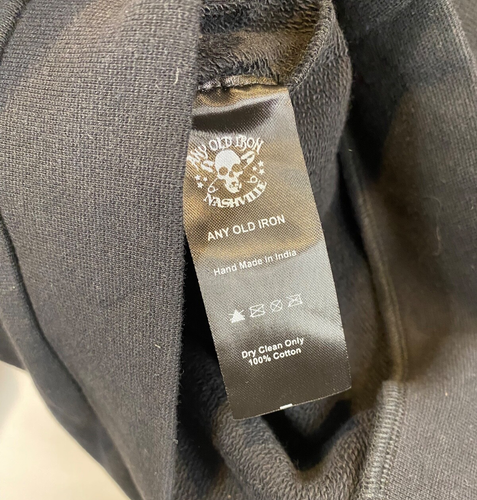 ANY OLD IRON
NASHVILLE
ANY OLD IRON
Hand Made In India
Dry Clean Only
100% Cotton